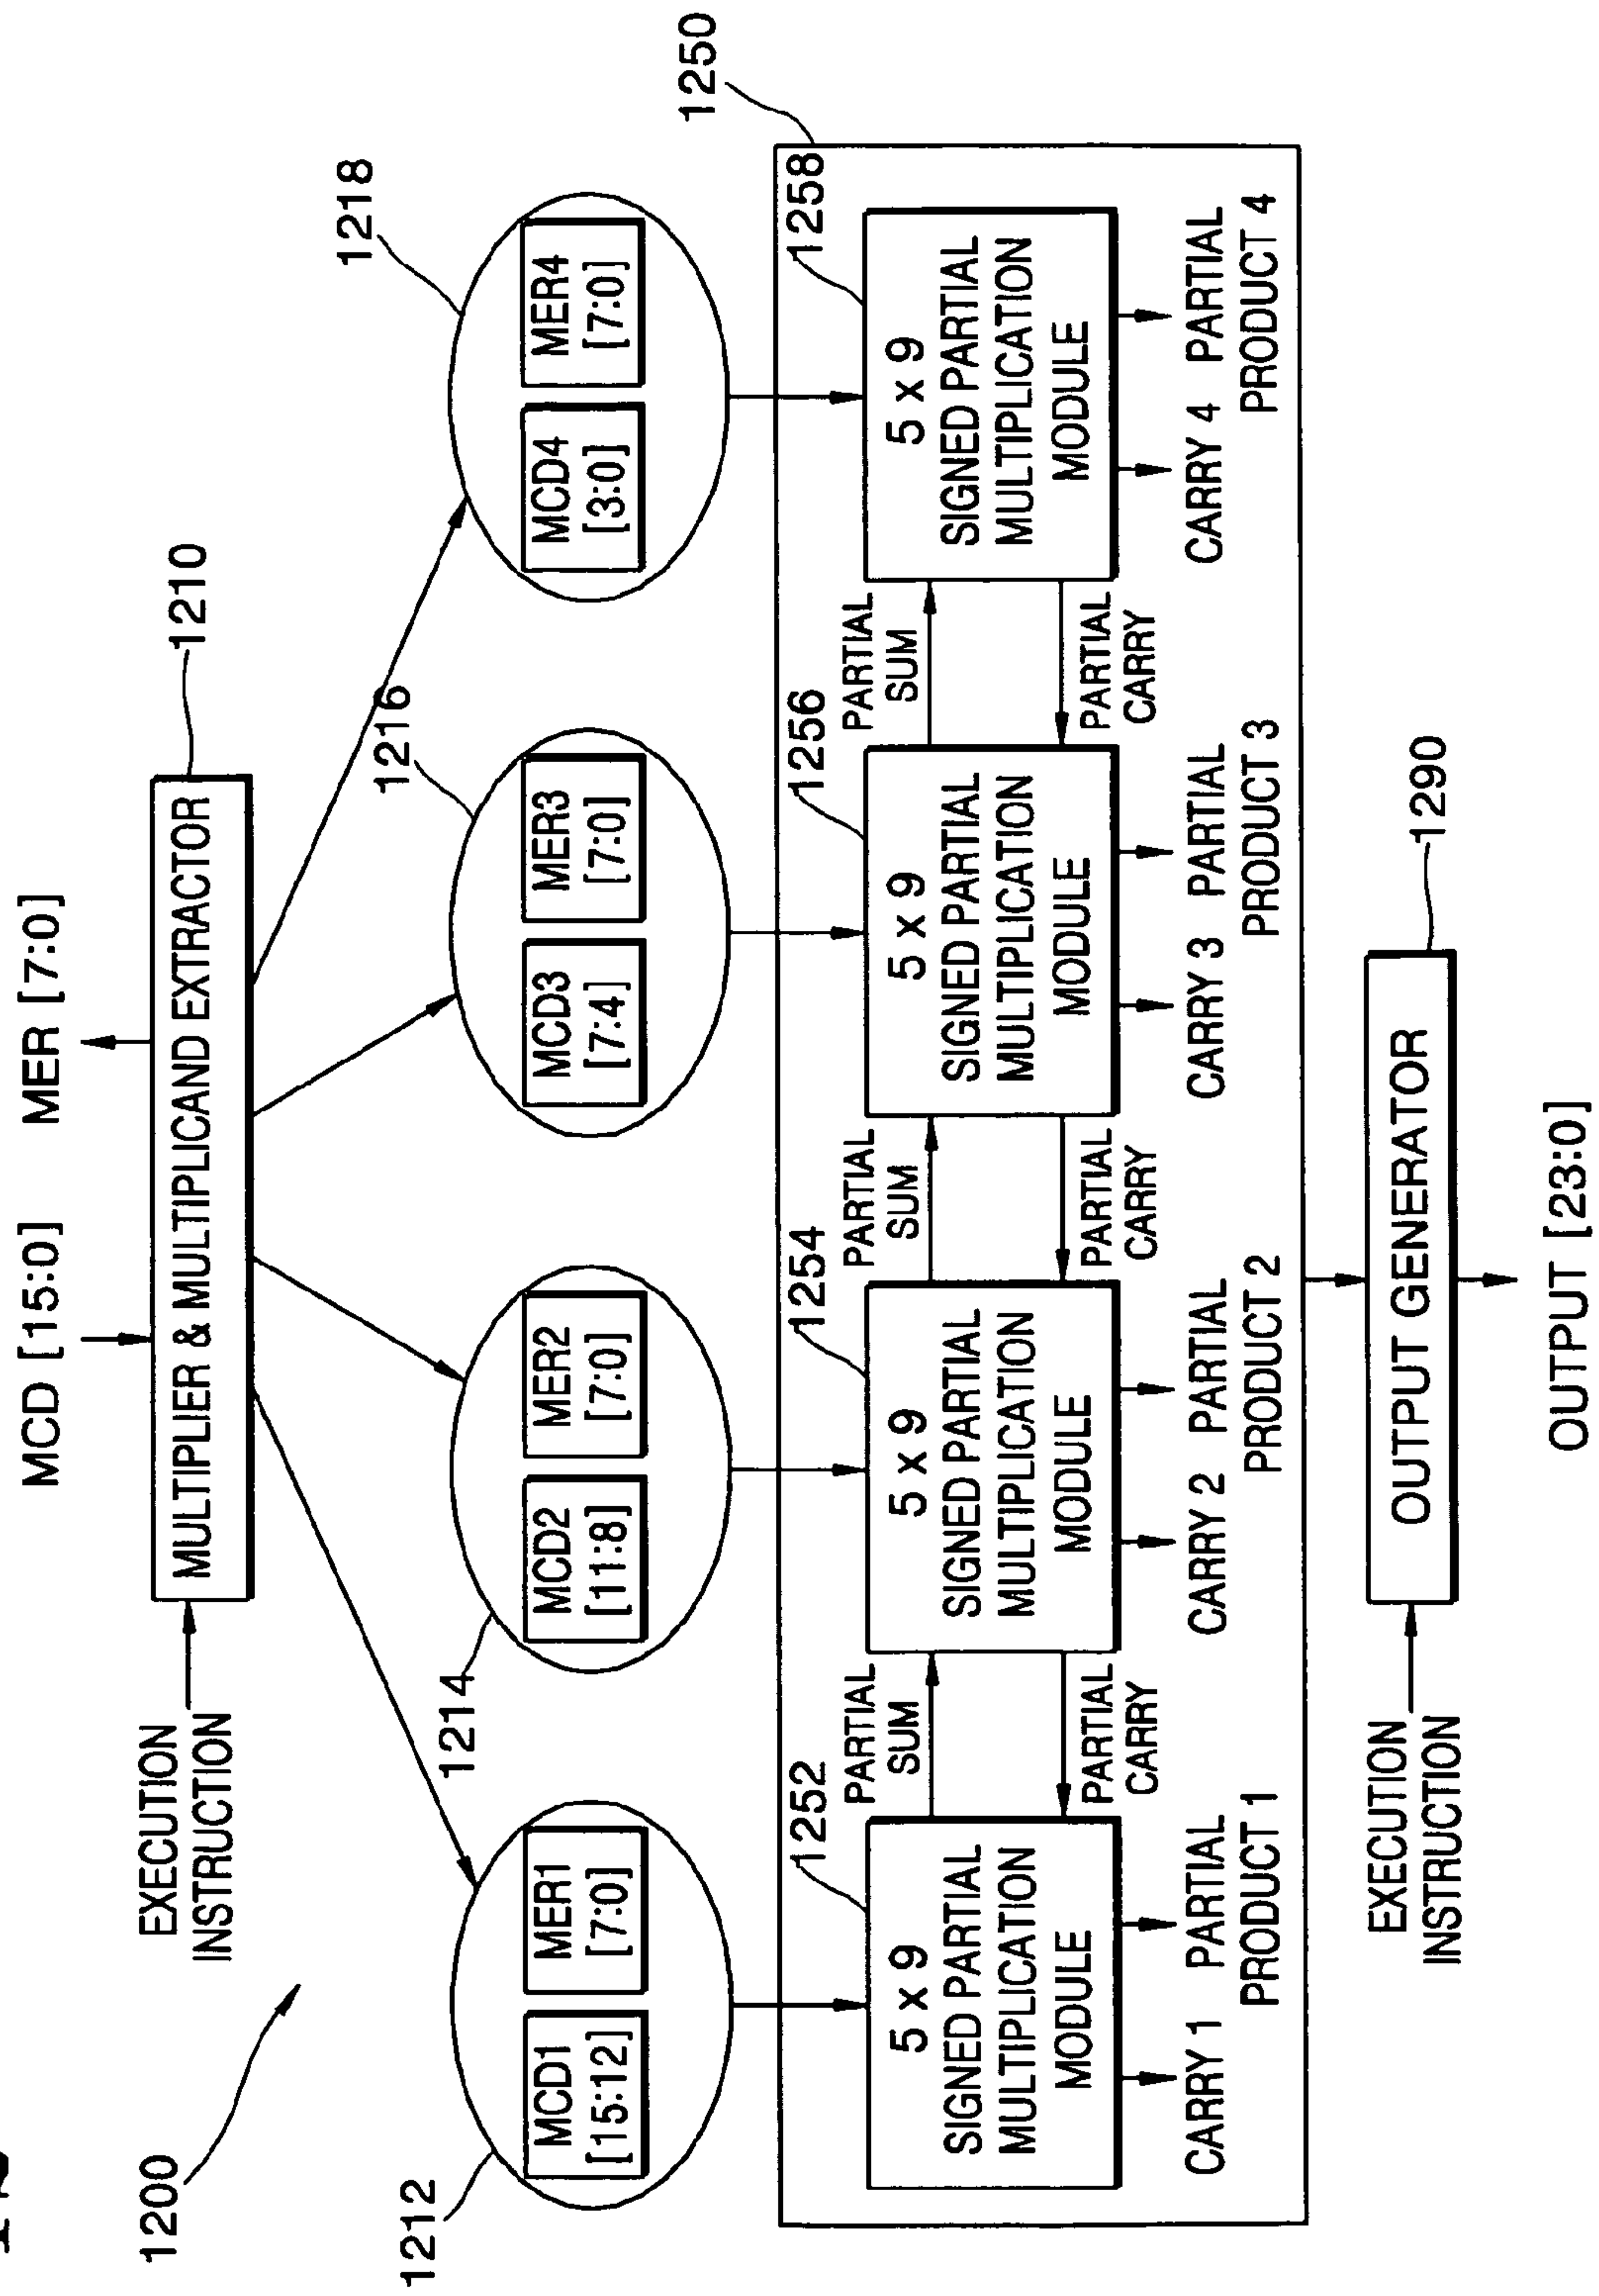 1200
MCD [15:0]
MER [7:0]
EXECUTION
INSTRUCTION
MULTIPLIER & MULTIPLICAND EXTRACTOR
1210
1212
MCD1
[15:12]
MER1
[7:0]
1214
MCD2
[11:8]
MER2
[7:0]
1216
MCD3
[7:4]
MER3
[7:0]
1218
MCD4
[3:0]
MER4
[7:0]
1250
1252
5 x 9
SIGNED PARTIAL
MULTIPLICATION
MODULE
PARTIAL
SUM
PARTIAL
CARRY
1254
5 x 9
SIGNED PARTIAL
MULTIPLICATION
MODULE
PARTIAL
SUM
PARTIAL
CARRY
1256
5 x 9
SIGNED PARTIAL
MULTIPLICATION
MODULE
PARTIAL
SUM
PARTIAL
CARRY
1258
5 x 9
SIGNED PARTIAL
MULTIPLICATION
MODULE
CARRY 1
PARTIAL
PRODUCT 1
CARRY 2
PARTIAL
PRODUCT 2
CARRY 3
PARTIAL
PRODUCT 3
CARRY 4
PARTIAL
PRODUCT 4
EXECUTION
INSTRUCTION
OUTPUT GENERATOR
1290
OUTPUT [23:0]